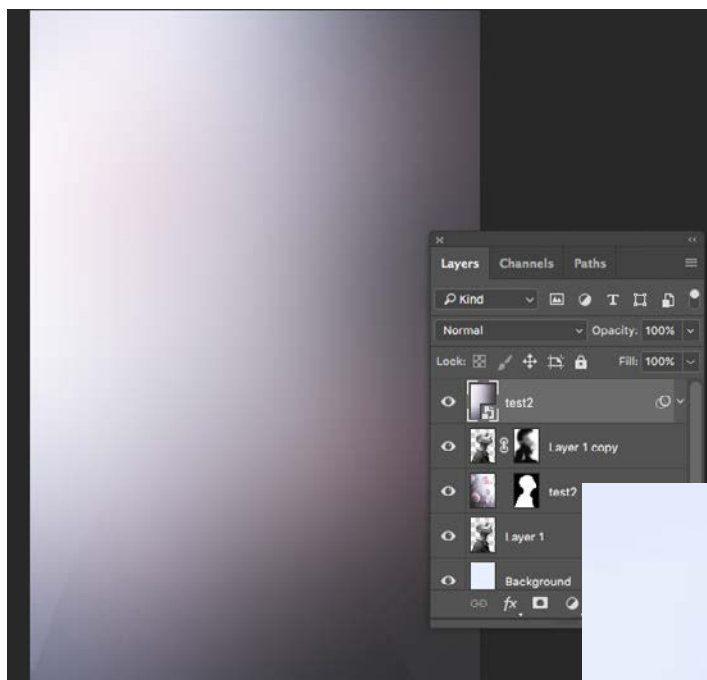 Layers Channels Paths
Kind
Normal Opacity: 100%
Lock: Fill: 100%
test2
Layer 1 copy
test2
Layer 1
Background
fx